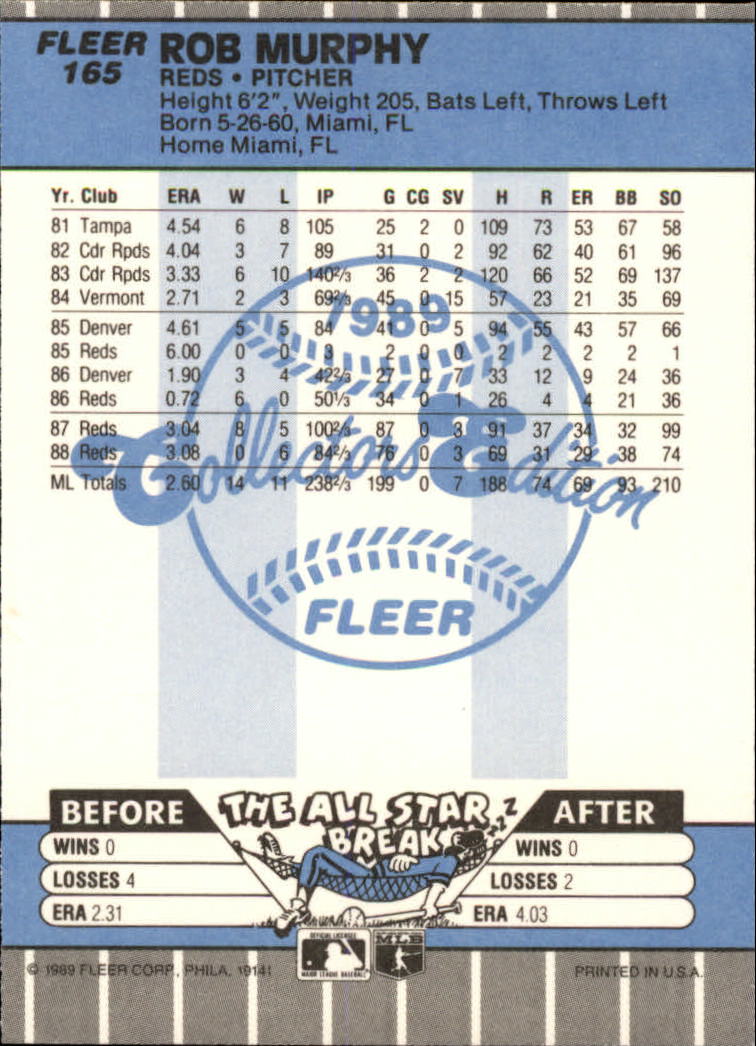 FLEER ROB MURPHY
165 REDS • PITCHER
Height 6'2", Weight 205, Bats Left, Throws Left
Born 5-26-60, Miami, FL
Home Miami, FL
Yr. Club ERA W L IP G CG SV H R ER BB SO
81 Tampa 4.54 6 8 105 25 2 0 109 73 53 67 58
82 Cdr Rpds 4.04 3 7 89 31 0 2 92 62 40 61 96
83 Cdr Rpds 3.33 6 10 140⅔ 36 2 2 120 66 52 69 137
84 Vermont 2.71 2 3 69⅔ 45 0 15 57 23 21 35 69
85 Denver 4.61 5 5 84 41 0 5 94 55 43 57 66
85 Reds 6.00 0 0 3 2 0 0 2 2 2 2 1
86 Denver 1.90 3 4 42⅔ 27 0 7 33 12 9 24 36
86 Reds 0.72 6 0 50⅓ 34 0 1 26 4 4 21 36
87 Reds 3.04 8 5 100⅔ 87 0 3 91 37 34 32 99
88 Reds 3.08 0 6 84⅔ 76 0 3 69 31 29 38 74
ML Totals 2.60 14 11 238⅔ 199 0 7 188 74 69 93 210
1989
Collectors Edition
FLEER
BEFORE THE ALL STAR BREAK AFTER
zzZ
WINS 0 WINS 0
LOSSES 4 LOSSES 2
ERA 2.31 ERA 4.03
OFFICIAL LICENSEE
MAJOR LEAGUE BASEBALL
MLB
© 1989 FLEER CORP., PHILA. 19141 PRINTED IN U.S.A.